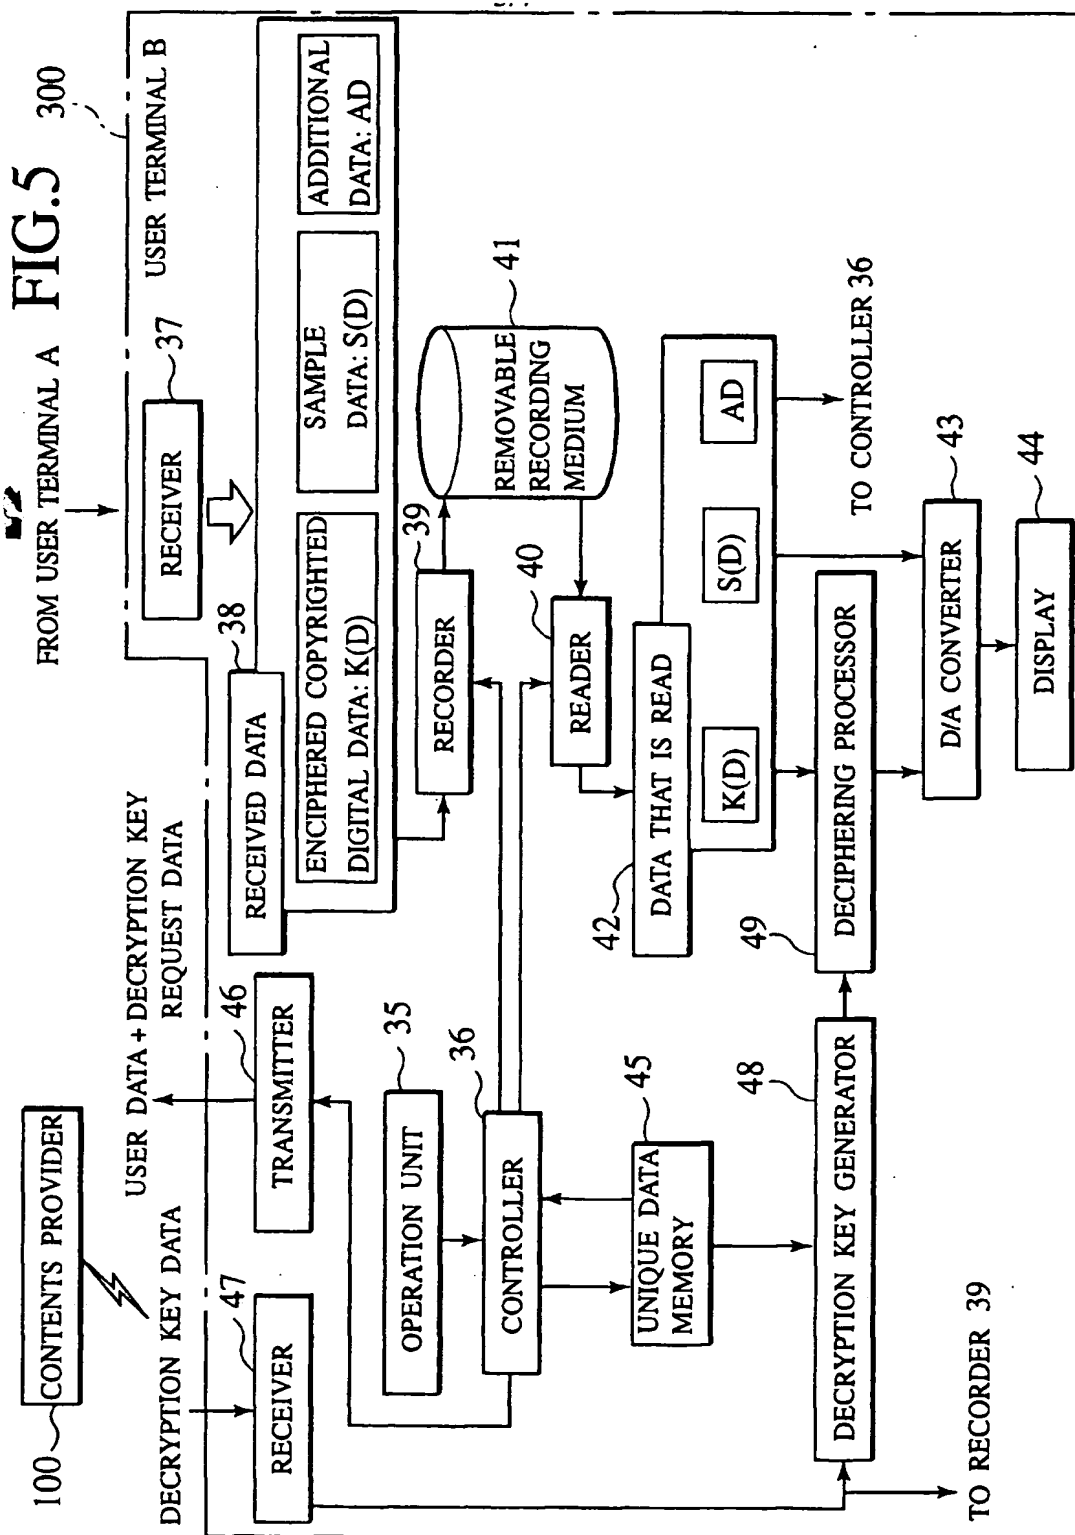 FIG.5
300
FROM USER TERMINAL A
USER TERMINAL B
100
CONTENTS PROVIDER
DECRYPTION KEY DATA
USER DATA + DECRYPTION KEY
REQUEST DATA
47
RECEIVER
46
TRANSMITTER
37
RECEIVER
38
RECEIVED DATA
ENCIPHERED COPYRIGHTED
DIGITAL DATA: K(D)
SAMPLE
DATA: S(D)
ADDITIONAL
DATA: AD
35
OPERATION UNIT
36
CONTROLLER
39
RECORDER
41
REMOVABLE
RECORDING
MEDIUM
40
READER
45
UNIQUE DATA
MEMORY
42
DATA THAT IS READ
K(D)
S(D)
AD
TO CONTROLLER 36
48
DECRYPTION KEY GENERATOR
49
DECIPHERING PROCESSOR
43
D/A CONVERTER
44
DISPLAY
TO RECORDER 39